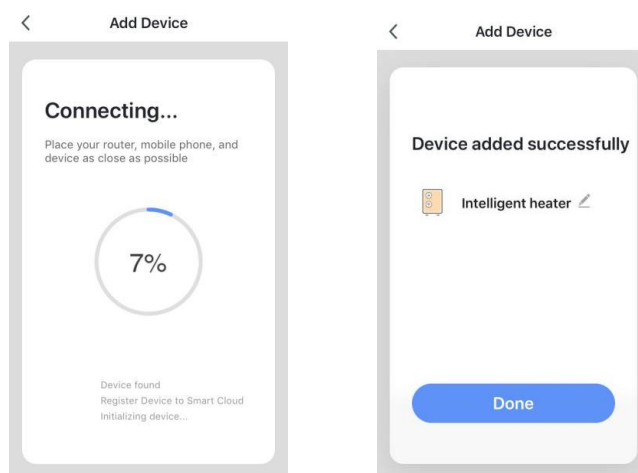 Add Device
Connecting...
Place your router, mobile phone, and
device as close as possible
7%
Device found
Register Device to Smart Cloud
Initializing device...
Add Device
Device added successfully
Intelligent heater
Done